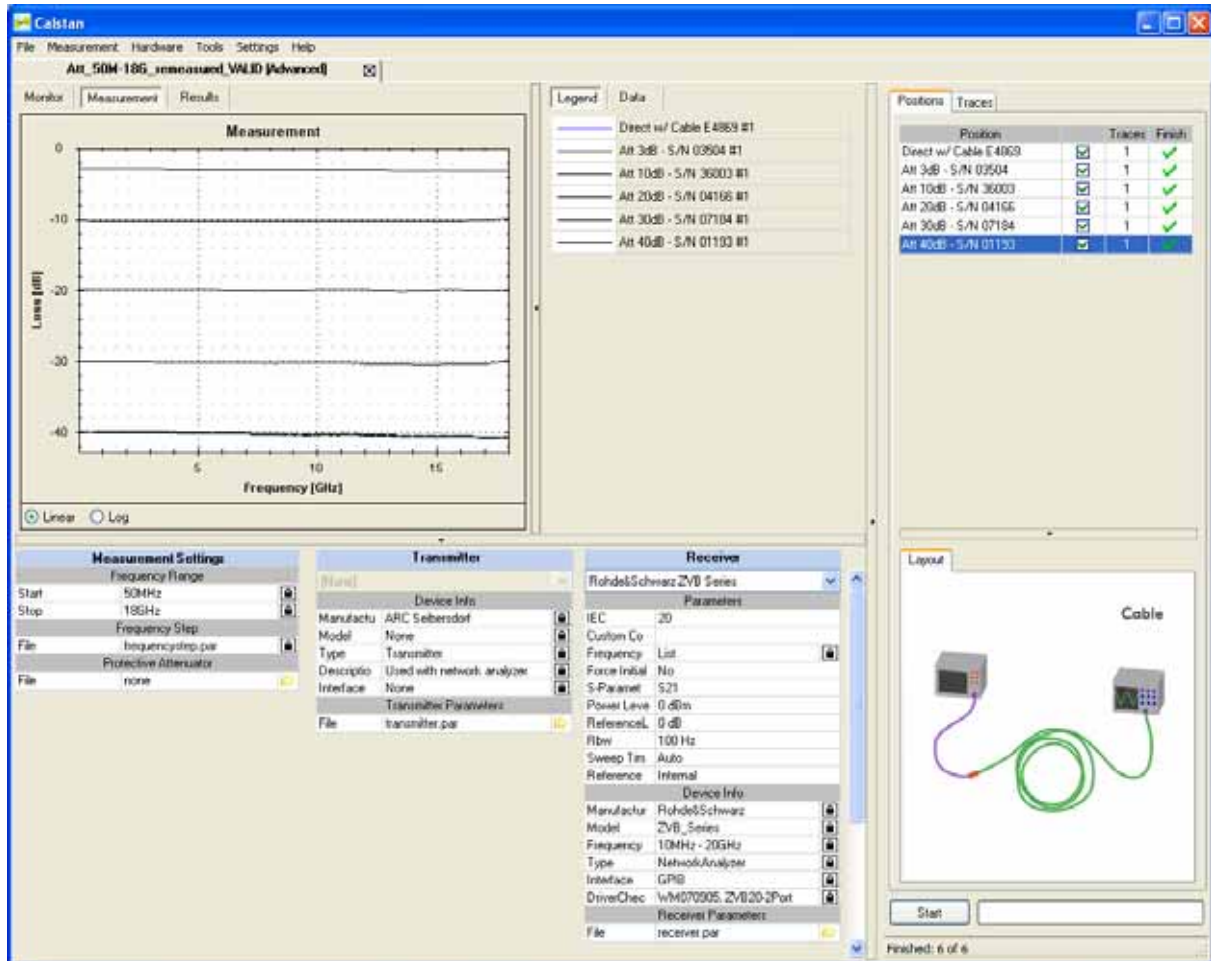 Calstan
File Measurement Hardware Tools Settings Help
Att_50M-18G_remeasured_VALID [Advanced]
Monitor Measurement Results
Measurement
0
-10
-20
-30
-40
Loss [dB]
5 10 15
Frequency [GHz]
Linear Log
Legend Data
Direct w/ Cable E4869 #1
Att 3dB - S/N 03504 #1
Att 10dB - S/N 36003 #1
Att 20dB - S/N 04166 #1
Att 30dB - S/N 07184 #1
Att 40dB - S/N 01193 #1
Positions Traces
Position Traces Finish
Direct w/ Cable E4869 1
Att 3dB - S/N 03504 1
Att 10dB - S/N 36003 1
Att 20dB - S/N 04166 1
Att 30dB - S/N 07184 1
Att 40dB - S/N 01193 1
Measurement Settings
Frequency Range
Start 50MHz
Stop 18GHz
Frequency Step
File frequencystep.par
Protective Attenuator
File none
Transmitter
[None]
Device Info
Manufactu ARC Seibersdorf
Model None
Type Transmitter
Descriptio Used with network analyzer
Interface None
Transmitter Parameters
File transmitter.par
Receiver
Rohde&Schwarz ZVB Series
Parameters
IEC 20
Custom Co
Frequency List
Force Initial No
S-Paramet S21
Power Leve 0 dBm
ReferenceL 0 dB
Rbw 100 Hz
Sweep Tim Auto
Reference Internal
Device Info
Manufactur Rohde&Schwarz
Model ZVB_Series
Frequency 10MHz - 20GHz
Type NetworkAnalyzer
Interface GPIB
DriverChec WM070905, ZVB20-2Port
Receiver Parameters
File receiver.par
Layout
Cable
Start
Finished: 6 of 6